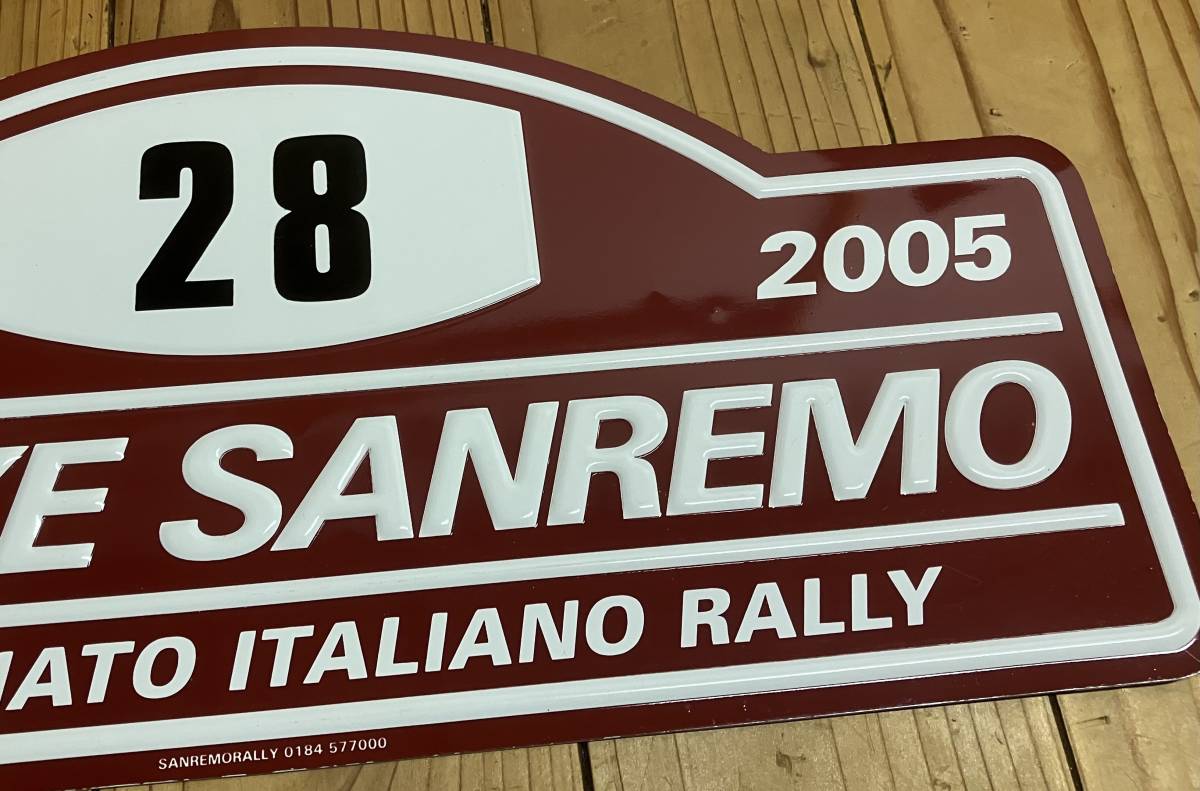 28
2005
SANREMO
ITALIANO RALLY
SANREMORALLY 0184 577000